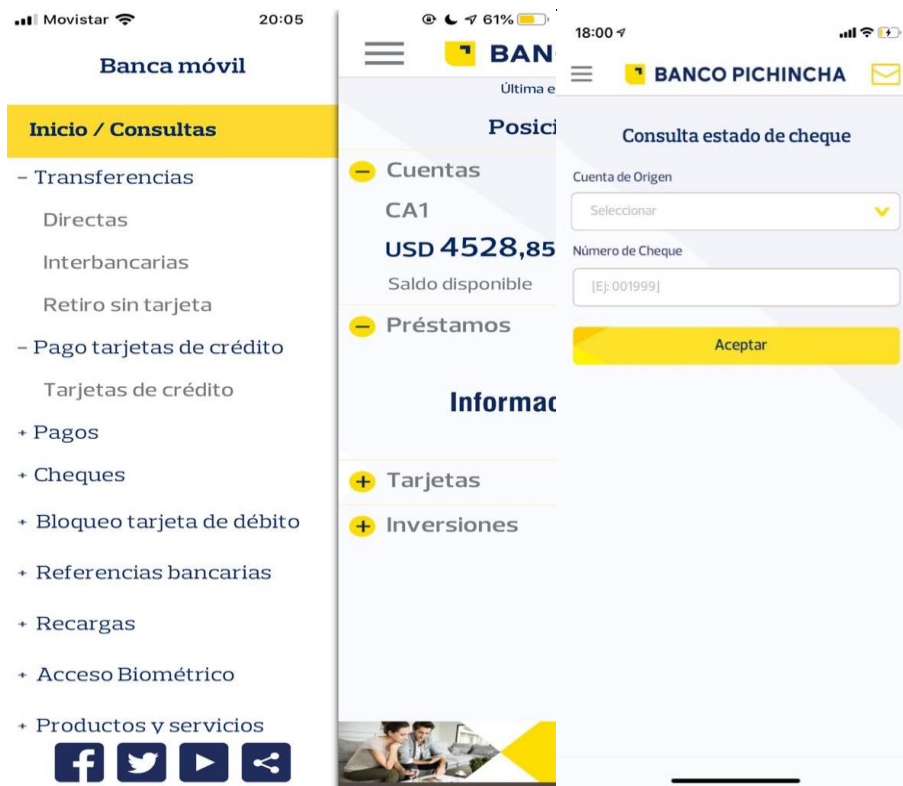 Movistar 20:05
Banca móvil
Inicio / Consultas
– Transferencias
Directas
Interbancarias
Retiro sin tarjeta
– Pago tarjetas de crédito
Tarjetas de crédito
+ Pagos
+ Cheques
+ Bloqueo tarjeta de débito
+ Referencias bancarias
+ Recargas
+ Acceso Biométrico
+ Productos y servicios
61%
BAN
Última e
Posici
Cuentas
CA1
USD 4528,85
Saldo disponible
Préstamos
Informac
Tarjetas
Inversiones
18:00
BANCO PICHINCHA
Consulta estado de cheque
Cuenta de Origen
Seleccionar
Número de Cheque
[Ej: 001999]
Aceptar